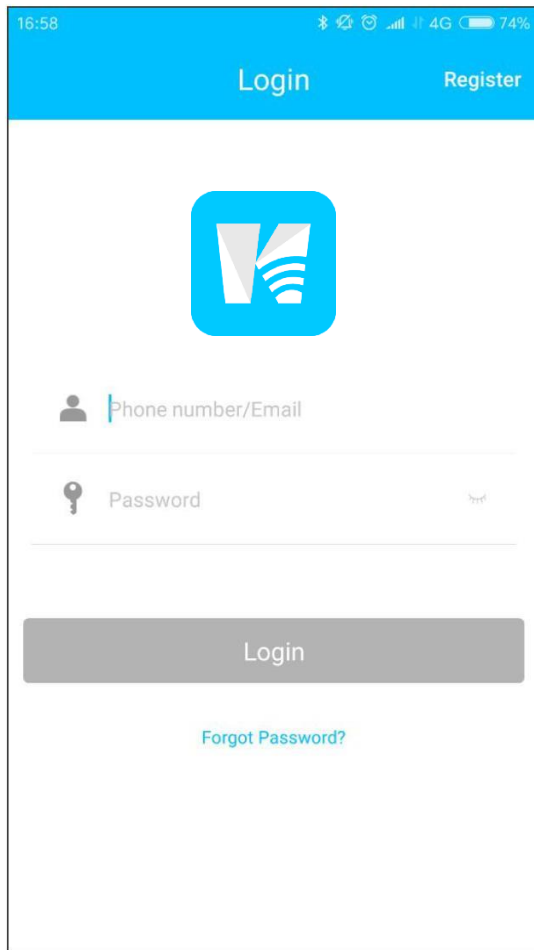 16:58 4G 74%
Login Register
Phone number/Email
Password
Login
Forgot Password?